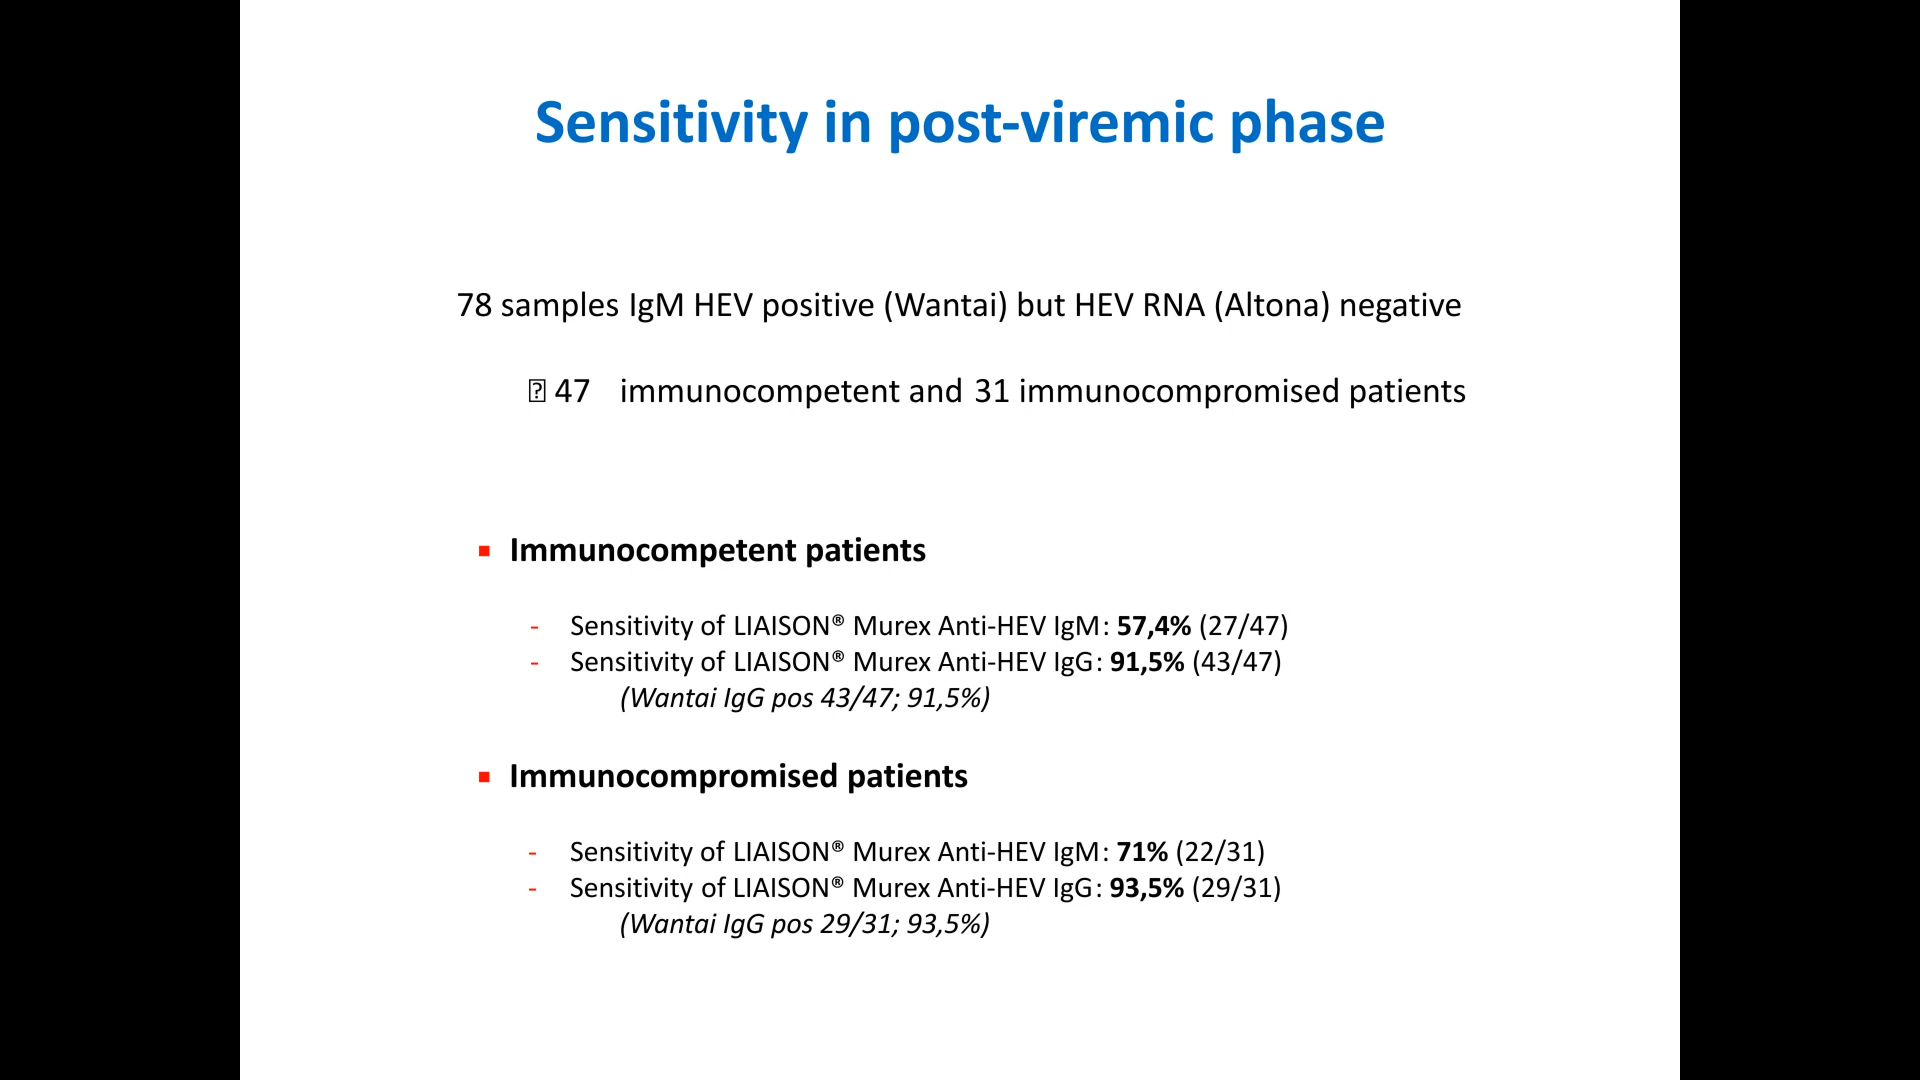 Sensitivity in post-viremic phase
78 samples IgM HEV positive (Wantai) but HEV RNA (Altona) negative
47 immunocompetent and 31 immunocompromised patients
▪ Immunocompetent patients
- Sensitivity of LIAISON® Murex Anti-HEV IgM: 57,4% (27/47)
- Sensitivity of LIAISON® Murex Anti-HEV IgG: 91,5% (43/47)
(Wantai IgG pos 43/47; 91,5%)
▪ Immunocompromised patients
- Sensitivity of LIAISON® Murex Anti-HEV IgM: 71% (22/31)
- Sensitivity of LIAISON® Murex Anti-HEV IgG: 93,5% (29/31)
(Wantai IgG pos 29/31; 93,5%)